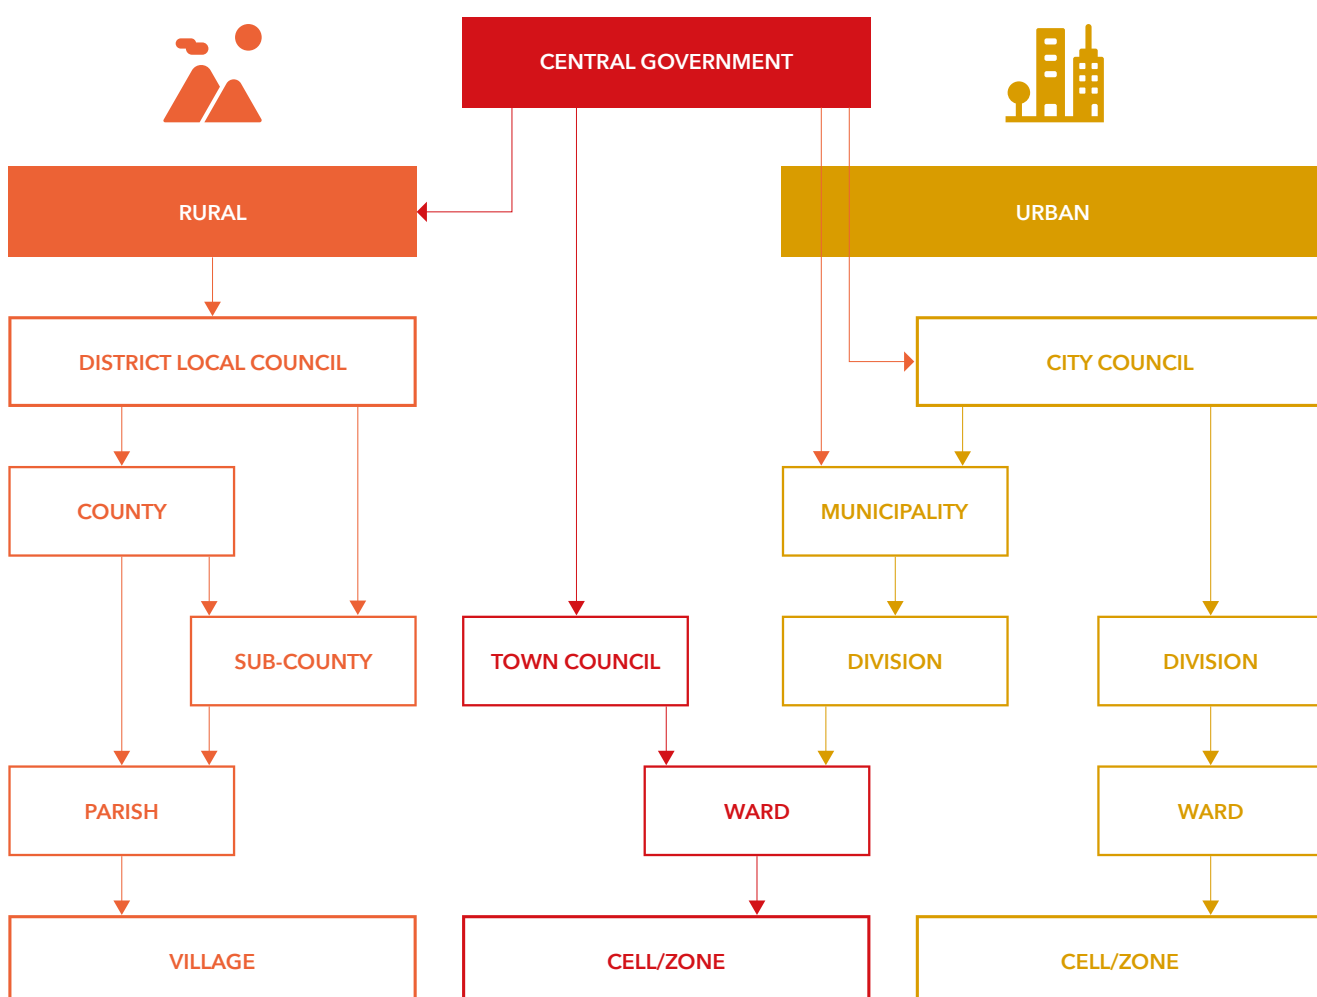 CENTRAL GOVERNMENT
RURAL
URBAN
DISTRICT LOCAL COUNCIL
CITY COUNCIL
COUNTY
MUNICIPALITY
SUB-COUNTY
TOWN COUNCIL
DIVISION
DIVISION
PARISH
WARD
WARD
VILLAGE
CELL/ZONE
CELL/ZONE